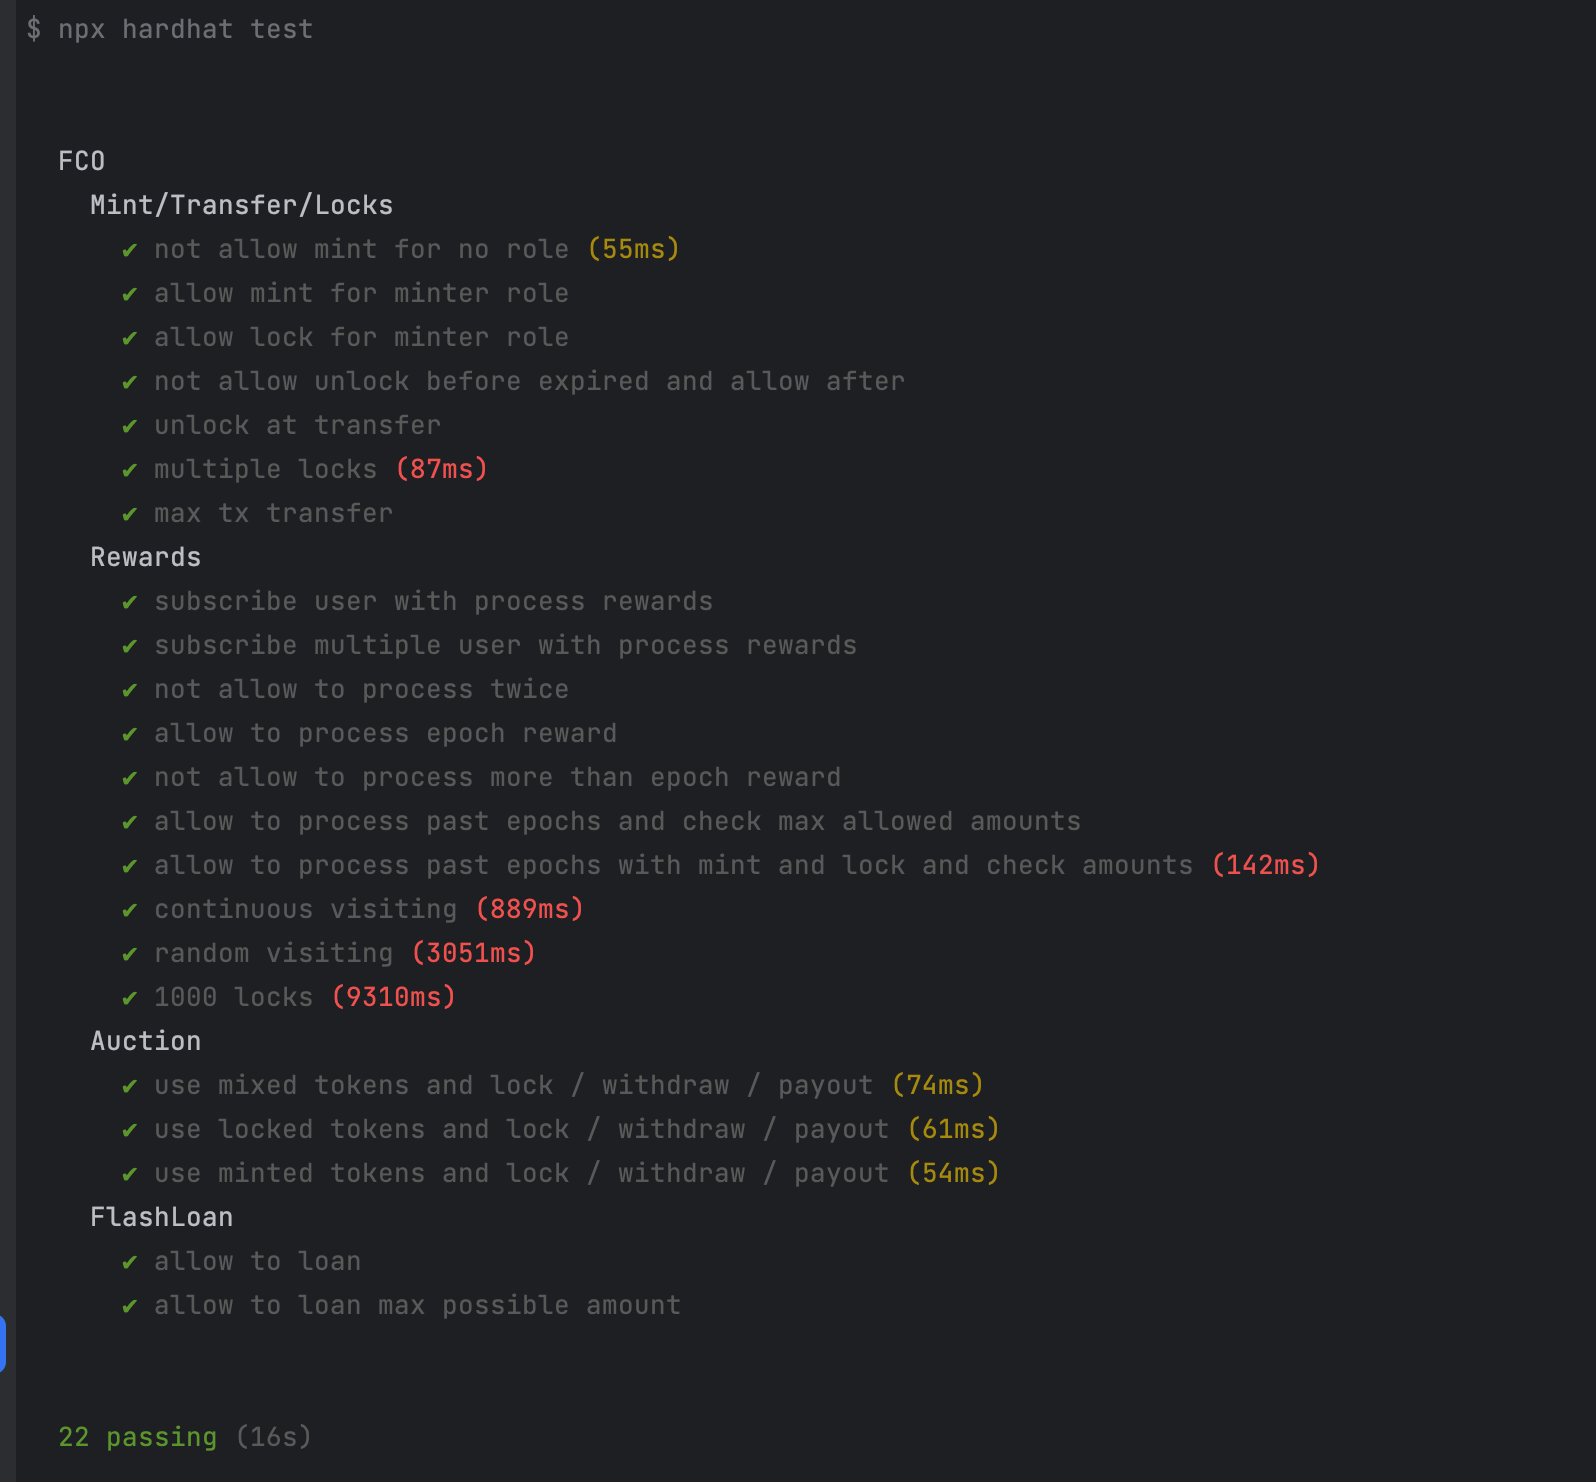 $ npx hardhat test
FCO
Mint/Transfer/Locks
✔ not allow mint for no role (55ms)
✔ allow mint for minter role
✔ allow lock for minter role
✔ not allow unlock before expired and allow after
✔ unlock at transfer
✔ multiple locks (87ms)
✔ max tx transfer
Rewards
✔ subscribe user with process rewards
✔ subscribe multiple user with process rewards
✔ not allow to process twice
✔ allow to process epoch reward
✔ not allow to process more than epoch reward
✔ allow to process past epochs and check max allowed amounts
✔ allow to process past epochs with mint and lock and check amounts (142ms)
✔ continuous visiting (889ms)
✔ random visiting (3051ms)
✔ 1000 locks (9310ms)
Auction
✔ use mixed tokens and lock / withdraw / payout (74ms)
✔ use locked tokens and lock / withdraw / payout (61ms)
✔ use minted tokens and lock / withdraw / payout (54ms)
FlashLoan
✔ allow to loan
✔ allow to loan max possible amount
22 passing (16s)